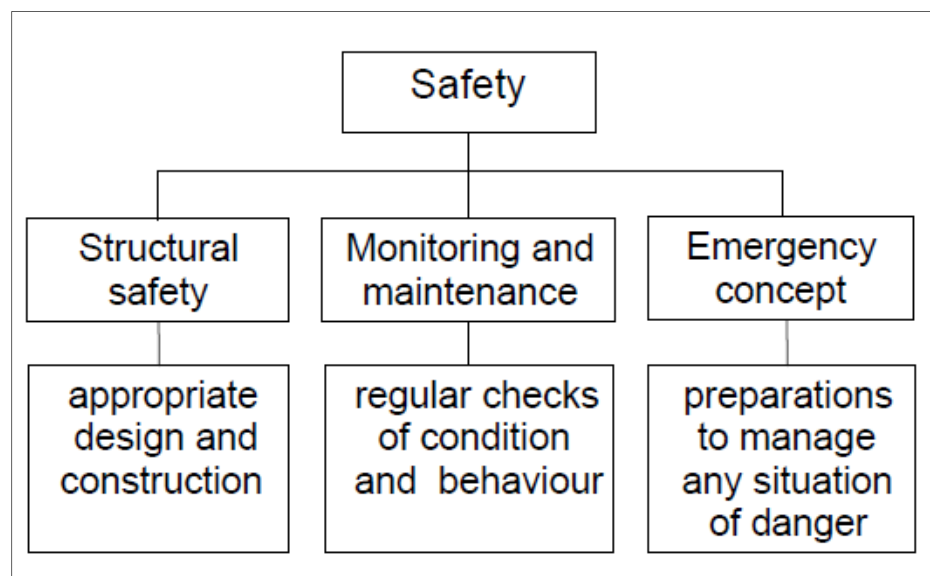 Safety
Structural
safety
Monitoring and
maintenance
Emergency
concept
appropriate
design and
construction
regular checks
of condition
and behaviour
preparations
to manage
any situation
of danger